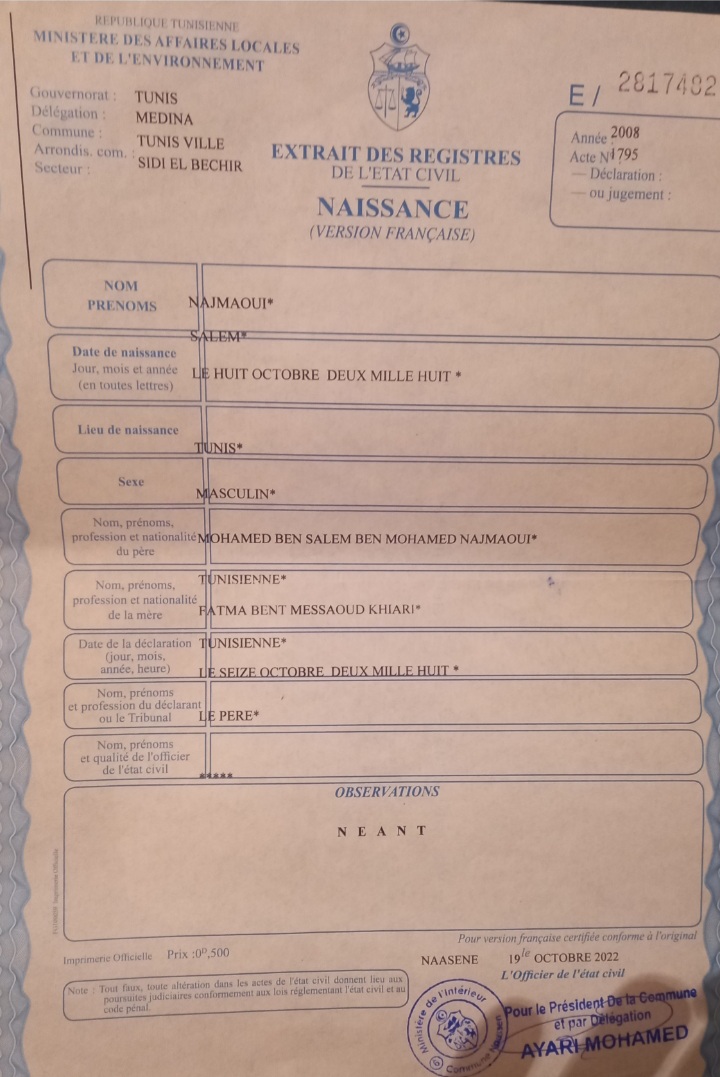 REPUBLIQUE TUNISIENNE
MINISTERE DES AFFAIRES LOCALES
ET DE L'ENVIRONNEMENT
Gouvernorat : TUNIS
Délégation : MEDINA
Commune : TUNIS VILLE
Arrondis. com. : SIDI EL BECHIR
Secteur :
E / 2817492
Année 2008
Acte N° 1795
— Déclaration :
— ou jugement :
EXTRAIT DES REGISTRES
DE L'ETAT CIVIL
NAISSANCE
(VERSION FRANÇAISE)
NOM
PRENOMS
NAJMAOUI*
SALEM*
Date de naissance
Jour, mois et année
(en toutes lettres)
LE HUIT OCTOBRE DEUX MILLE HUIT *
Lieu de naissance
TUNIS*
Sexe
MASCULIN*
Nom, prénoms,
profession et nationalité
du père
MOHAMED BEN SALEM BEN MOHAMED NAJMAOUI*
TUNISIENNE*
Nom, prénoms,
profession et nationalité
de la mère
FATMA BENT MESSAOUD KHIARI*
TUNISIENNE*
Date de la déclaration
(jour, mois,
année, heure)
LE SEIZE OCTOBRE DEUX MILLE HUIT *
Nom, prénoms
et profession du déclarant
ou le Tribunal
LE PERE*
Nom, prénoms
et qualité de l'officier
de l'état civil
*****
OBSERVATIONS
N E A N T
Pour version française certifiée conforme à l'original
Imprimerie Officielle Prix :0ᴰ,500
NAASENE 19 le OCTOBRE 2022
L'Officier de l'état civil
Note : Tout faux, toute altération dans les actes de l'état civil donnent lieu aux
poursuites judiciaires conformement aux lois réglementant l'état civil et au
code pénal.
Ministère de l'Intérieur
Commune
Pour le Président De la Commune
et par Délégation
AYARI MOHAMED